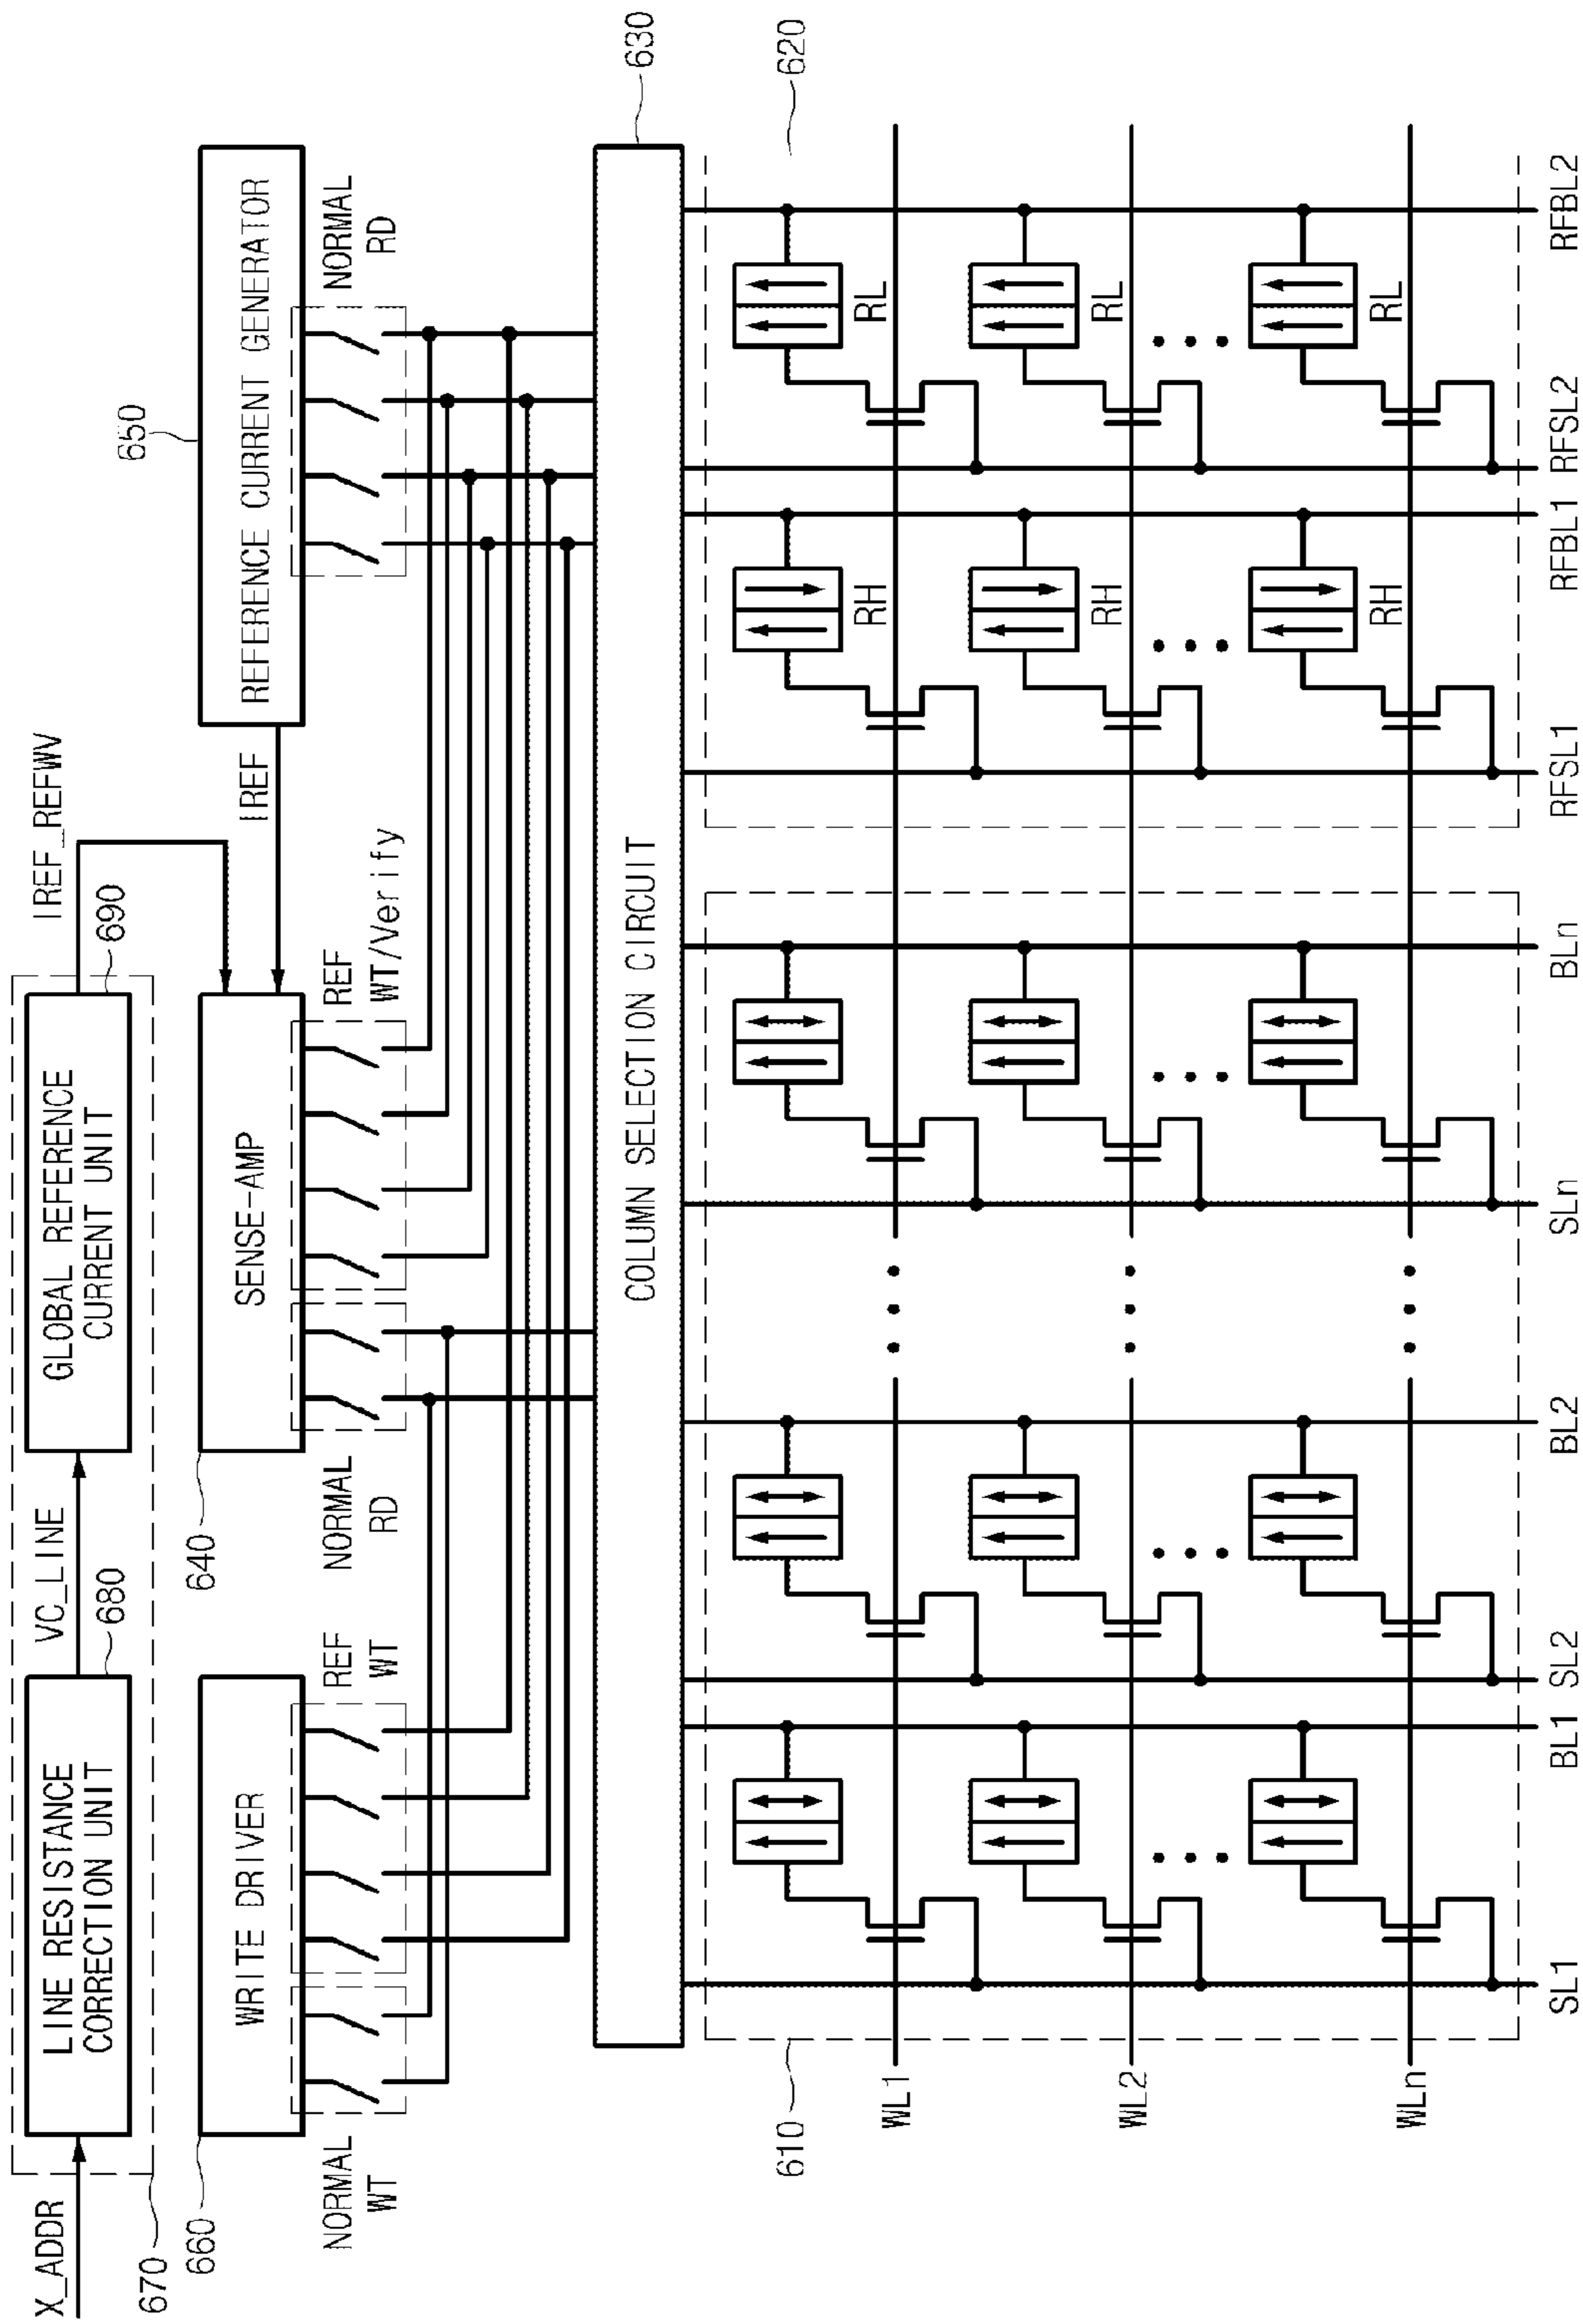 X_ADDR
670
LINE RESISTANCE
CORRECTION UNIT
680
VC_LINE
GLOBAL REFERENCE
CURRENT UNIT
690
IREF_REFWV
660
WRITE DRIVER
640
SENSE-AMP
IREF
650
REFERENCE CURRENT GENERATOR
NORMAL
WT
REF
WT
NORMAL
RD
REF
WT/Verify
NORMAL
RD
COLUMN SELECTION CIRCUIT
630
610
620
WL1
RH
RL
WL2
RH
RL
WLn
RH
RL
SL1
BL1
SL2
BL2
SLn
BLn
RFSL1
RFBL1
RFSL2
RFBL2